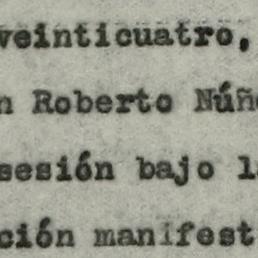 veinticuatro,
n Roberto Núñ
sesión bajo l
ción manifest